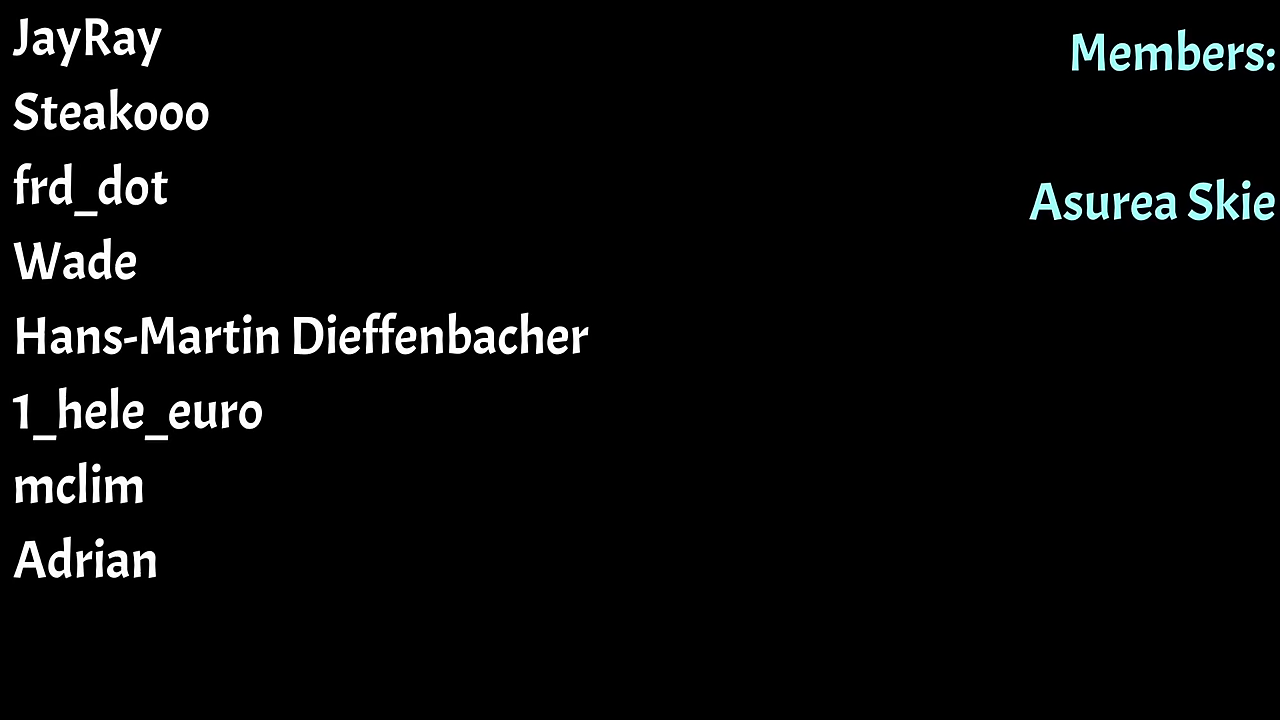 JayRay
Steakooo
frd_dot
Wade
Hans-Martin Dieffenbacher
1_hele_euro
mclim
Adrian
Members:
Asurea Skie